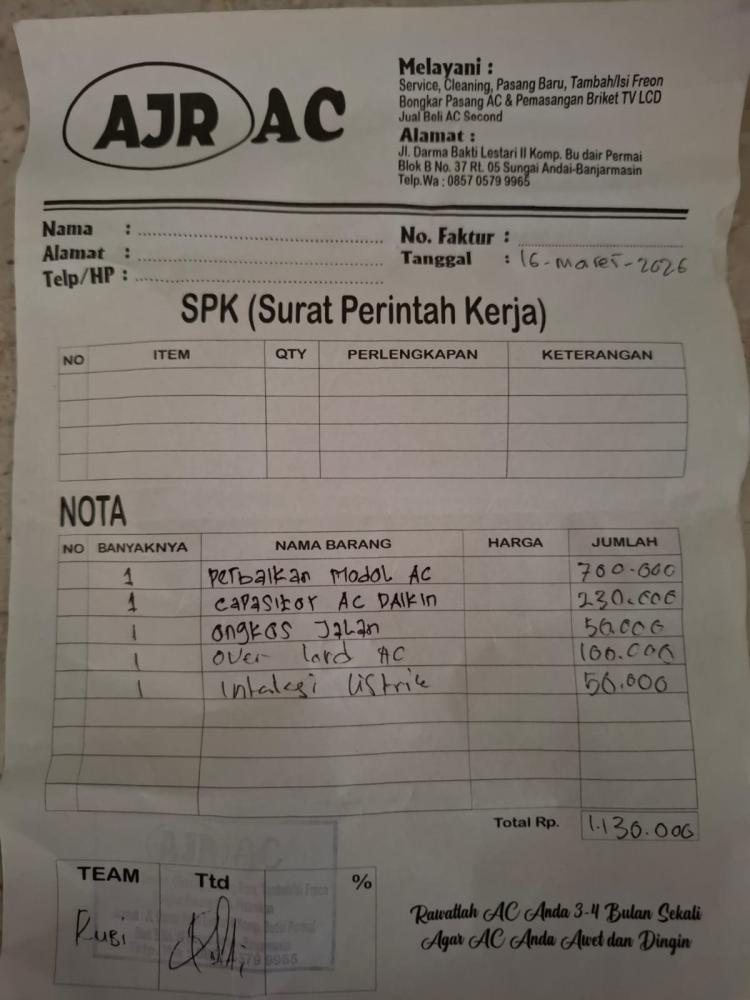 AJR AC
Melayani :
Service, Cleaning, Pasang Baru, Tambah/Isi Freon
Bongkar Pasang AC & Pemasangan Briket TV LCD
Jual Beli AC Second
Alamat :
Jl. Darma Bakti Lestari II Komp. Bu dair Permai
Blok B No. 37 Rt. 05 Sungai Andai-Banjarmasin
Telp.Wa : 0857 0579 9965
Nama :
Alamat :
Telp/HP :
No. Faktur :
Tanggal : 16-maret-2026
SPK (Surat Perintah Kerja)
NO ITEM QTY PERLENGKAPAN KETERANGAN
NOTA
NO BANYAKNYA NAMA BARANG HARGA JUMLAH
1 perbaikan Modol AC 700.000
1 capasitor AC DAIKIN 230.000
1 ongkos Jalan 50.000
1 over lord AC 100.000
1 Intalasi listrik 50.000
Total Rp. 1.130.000
TEAM Ttd %
Rusi
Rawatlah AC Anda 3-4 Bulan Sekali
Agar AC Anda Awet dan Dingin